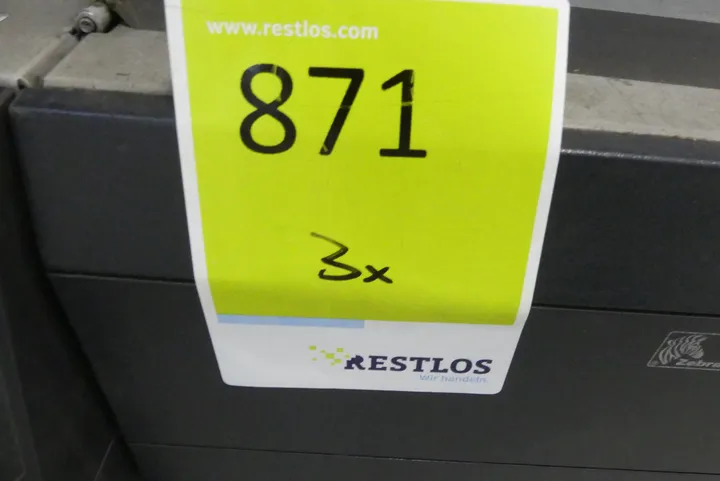 www.restlos.com
871
3x
RESTLOS
Wir handeln.
Zebra